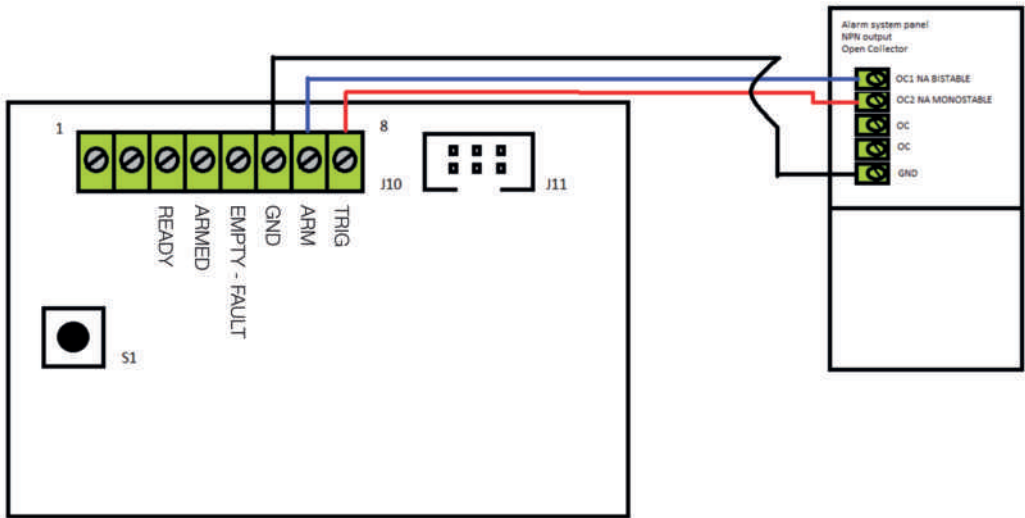 Alarm system panel
NPN output
Open Collector
OC1 NA BISTABLE
OC2 NA MONOSTABLE
OC
OC
GND
1
8
J10
J11
READY
ARMED
EMPTY - FAULT
GND
ARM
TRIG
S1